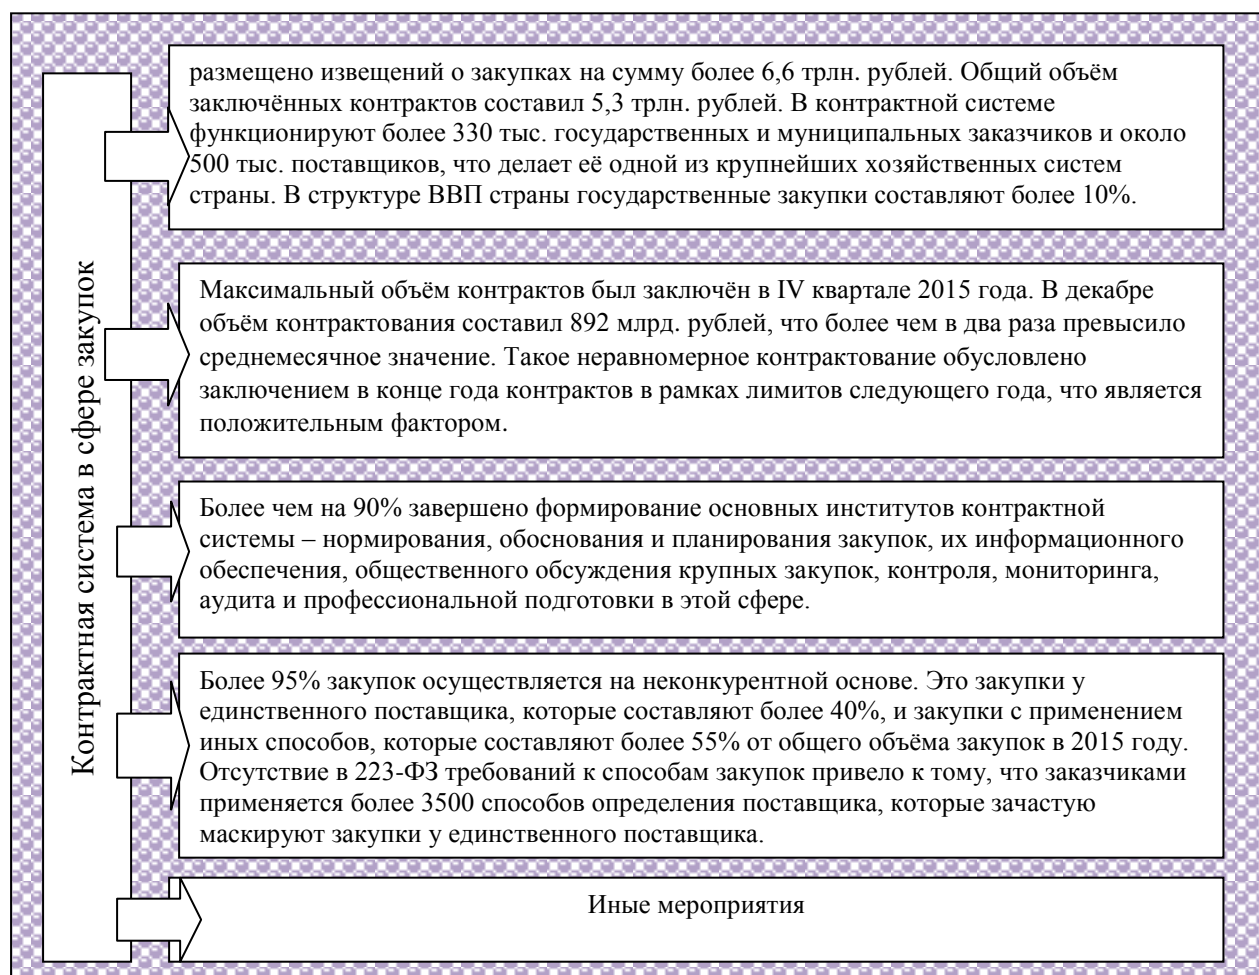 Контрактная система в сфере закупок
размещено извещений о закупках на сумму более 6,6 трлн. рублей. Общий объём
заключённых контрактов составил 5,3 трлн. рублей. В контрактной системе
функционируют более 330 тыс. государственных и муниципальных заказчиков и около
500 тыс. поставщиков, что делает её одной из крупнейших хозяйственных систем
страны. В структуре ВВП страны государственные закупки составляют более 10%.
Максимальный объём контрактов был заключён в IV квартале 2015 года. В декабре
объём контрактования составил 892 млрд. рублей, что более чем в два раза превысило
среднемесячное значение. Такое неравномерное контрактование обусловлено
заключением в конце года контрактов в рамках лимитов следующего года, что является
положительным фактором.
Более чем на 90% завершено формирование основных институтов контрактной
системы – нормирования, обоснования и планирования закупок, их информационного
обеспечения, общественного обсуждения крупных закупок, контроля, мониторинга,
аудита и профессиональной подготовки в этой сфере.
Более 95% закупок осуществляется на неконкурентной основе. Это закупки у
единственного поставщика, которые составляют более 40%, и закупки с применением
иных способов, которые составляют более 55% от общего объёма закупок в 2015 году.
Отсутствие в 223-ФЗ требований к способам закупок привело к тому, что заказчиками
применяется более 3500 способов определения поставщика, которые зачастую
маскируют закупки у единственного поставщика.
Иные мероприятия